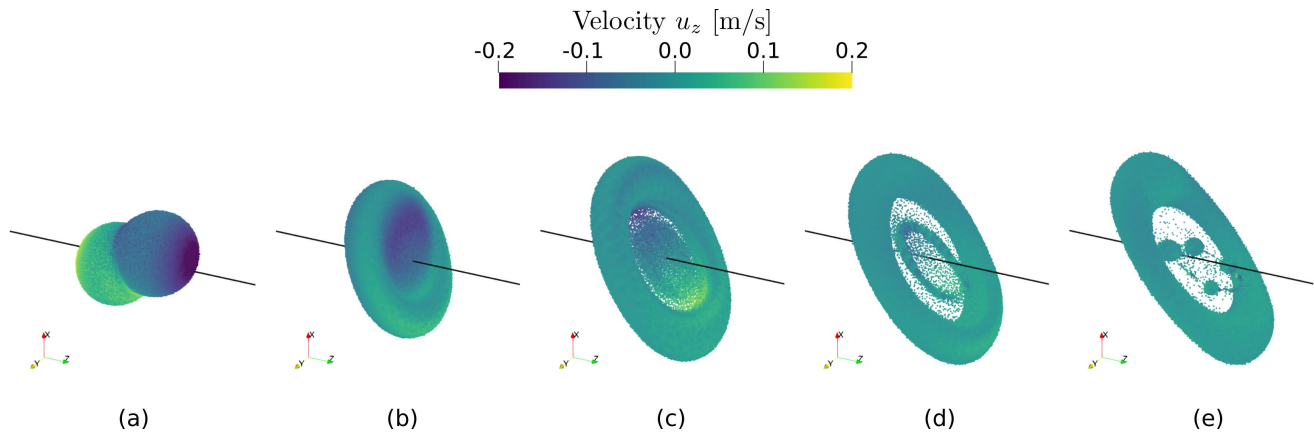 Velocity u_z [m/s]
-0.2 -0.1 0.0 0.1 0.2
X Y Z
X Y Z
X Y Z
X Y Z
X Y Z
(a) (b) (c) (d) (e)